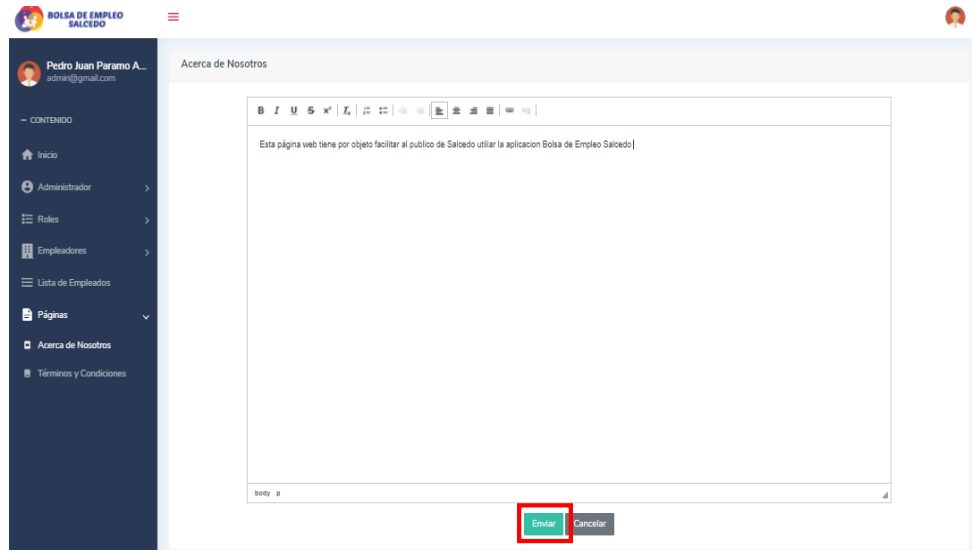 BOLSA DE EMPLEO
SALCEDO
Pedro Juan Paramo A...
admin@gmail.com
– CONTENIDO
Inicio
Administrador
Roles
Empleadores
Lista de Empleados
Páginas
Acerca de Nosotros
Términos y Condiciones
Acerca de Nosotros
B I U S x² Ix
Esta página web tiene por objeto facilitar al publico de Salcedo utiliar la aplicacion Bolsa de Empleo Salcedo
body p
Enviar Cancelar